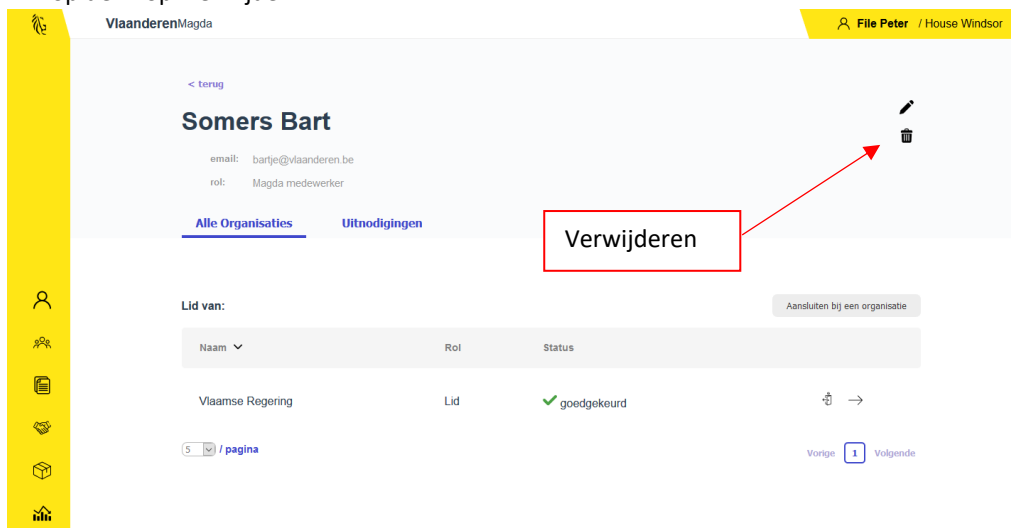 VlaanderenMagda
File Peter / House Windsor
< terug
Somers Bart
email: bartje@vlaanderen.be
rol: Magda medewerker
Alle Organisaties Uitnodigingen
Verwijderen
Lid van:
Aansluiten bij een organisatie
Naam Rol Status
Vlaamse Regering Lid goedgekeurd
5 / pagina
Vorige 1 Volgende